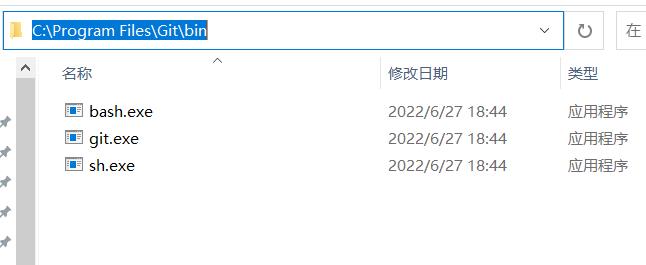 C:\Program Files\Git\bin
在
名称 修改日期 类型
bash.exe 2022/6/27 18:44 应用程序
git.exe 2022/6/27 18:44 应用程序
sh.exe 2022/6/27 18:44 应用程序